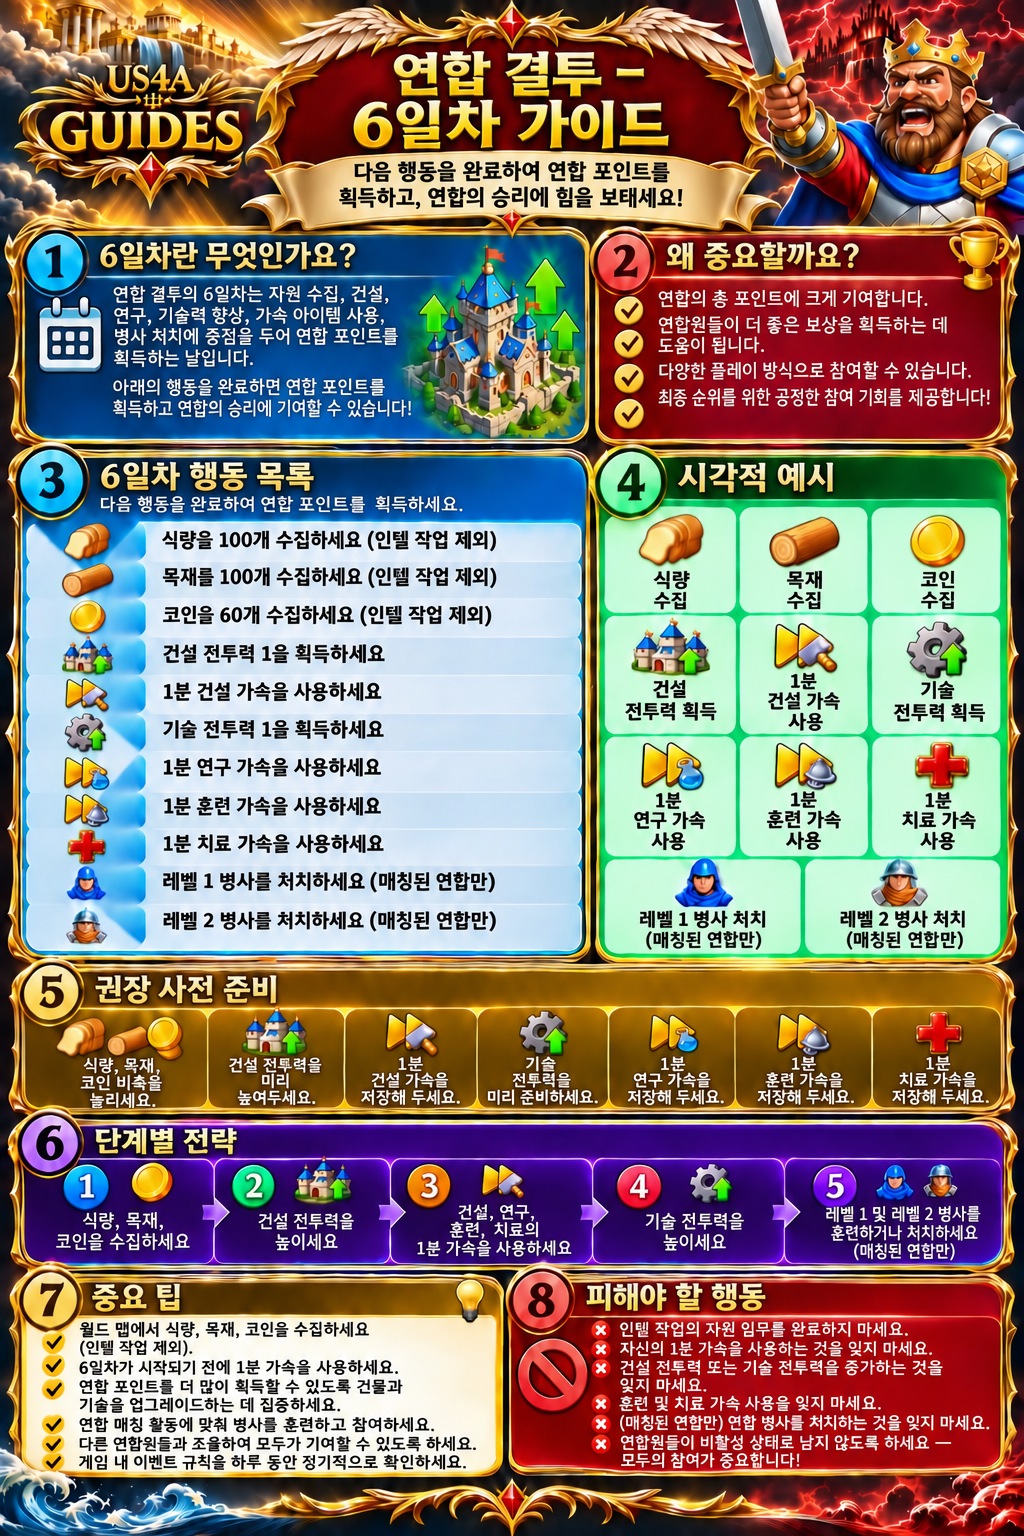 US4A
GUIDES
연합 결투 –
6일차 가이드
다음 행동을 완료하여 연합 포인트를
획득하고, 연합의 승리에 힘을 보태세요!
1
6일차란 무엇인가요?
연합 결투의 6일차는 자원 수집, 건설,
연구, 기술력 향상, 가속 아이템 사용,
병사 처치에 중점을 두어 연합 포인트를
획득하는 날입니다.
아래의 행동을 완료하면 연합 포인트를
획득하고 연합의 승리에 기여할 수 있습니다!
2
왜 중요할까요?
연합의 총 포인트에 크게 기여합니다.
연합원들이 더 좋은 보상을 획득하는 데
도움이 됩니다.
다양한 플레이 방식으로 참여할 수 있습니다.
최종 순위를 위한 공정한 참여 기회를 제공합니다!
3
6일차 행동 목록
다음 행동을 완료하여 연합 포인트를 획득하세요.
식량을 100개 수집하세요 (인텔 작업 제외)
목재를 100개 수집하세요 (인텔 작업 제외)
코인을 60개 수집하세요 (인텔 작업 제외)
건설 전투력 1을 획득하세요
1분 건설 가속을 사용하세요
기술 전투력 1을 획득하세요
1분 연구 가속을 사용하세요
1분 훈련 가속을 사용하세요
1분 치료 가속을 사용하세요
레벨 1 병사를 처치하세요 (매칭된 연합만)
레벨 2 병사를 처치하세요 (매칭된 연합만)
4
시각적 예시
식량
수집
목재
수집
코인
수집
건설
전투력 획득
1분
건설 가속
사용
기술
전투력 획득
1분
연구 가속
사용
1분
훈련 가속
사용
1분
치료 가속
사용
레벨 1 병사 처치
(매칭된 연합만)
레벨 2 병사 처치
(매칭된 연합만)
5
권장 사전 준비
식량, 목재,
코인 비축을
늘리세요.
건설 전투력을
미리
높여두세요.
1분
건설 가속을
저장해 두세요.
기술
전투력을
미리 준비하세요.
1분
연구 가속을
저장해 두세요.
1분
훈련 가속을
저장해 두세요.
1분
치료 가속을
저장해 두세요.
6
단계별 전략
1
식량, 목재,
코인을 수집하세요
2
건설 전투력을
높이세요
3
건설, 연구,
훈련, 치료의
1분 가속을 사용하세요
4
기술 전투력을
높이세요
5
레벨 1 및 레벨 2 병사를
훈련하거나 처치하세요
(매칭된 연합만)
7
중요 팁
월드 맵에서 식량, 목재, 코인을 수집하세요
(인텔 작업 제외).
6일차가 시작되기 전에 1분 가속을 사용하세요.
연합 포인트를 더 많이 획득할 수 있도록 건물과
기술을 업그레이드하는 데 집중하세요.
연합 매칭 활동에 맞춰 병사를 훈련하고 참여하세요.
다른 연합원들과 조율하여 모두가 기여할 수 있도록 하세요.
게임 내 이벤트 규칙을 하루 동안 정기적으로 확인하세요.
8
피해야 할 행동
인텔 작업의 자원 임무를 완료하지 마세요.
자신의 1분 가속을 사용하는 것을 잊지 마세요.
건설 전투력 또는 기술 전투력을 증가하는 것을
잊지 마세요.
훈련 및 치료 가속 사용을 잊지 마세요.
(매칭된 연합만) 연합 병사를 처치하는 것을 잊지 마세요.
연합원들이 비활성 상태로 남지 않도록 하세요 —
모두의 참여가 중요합니다!